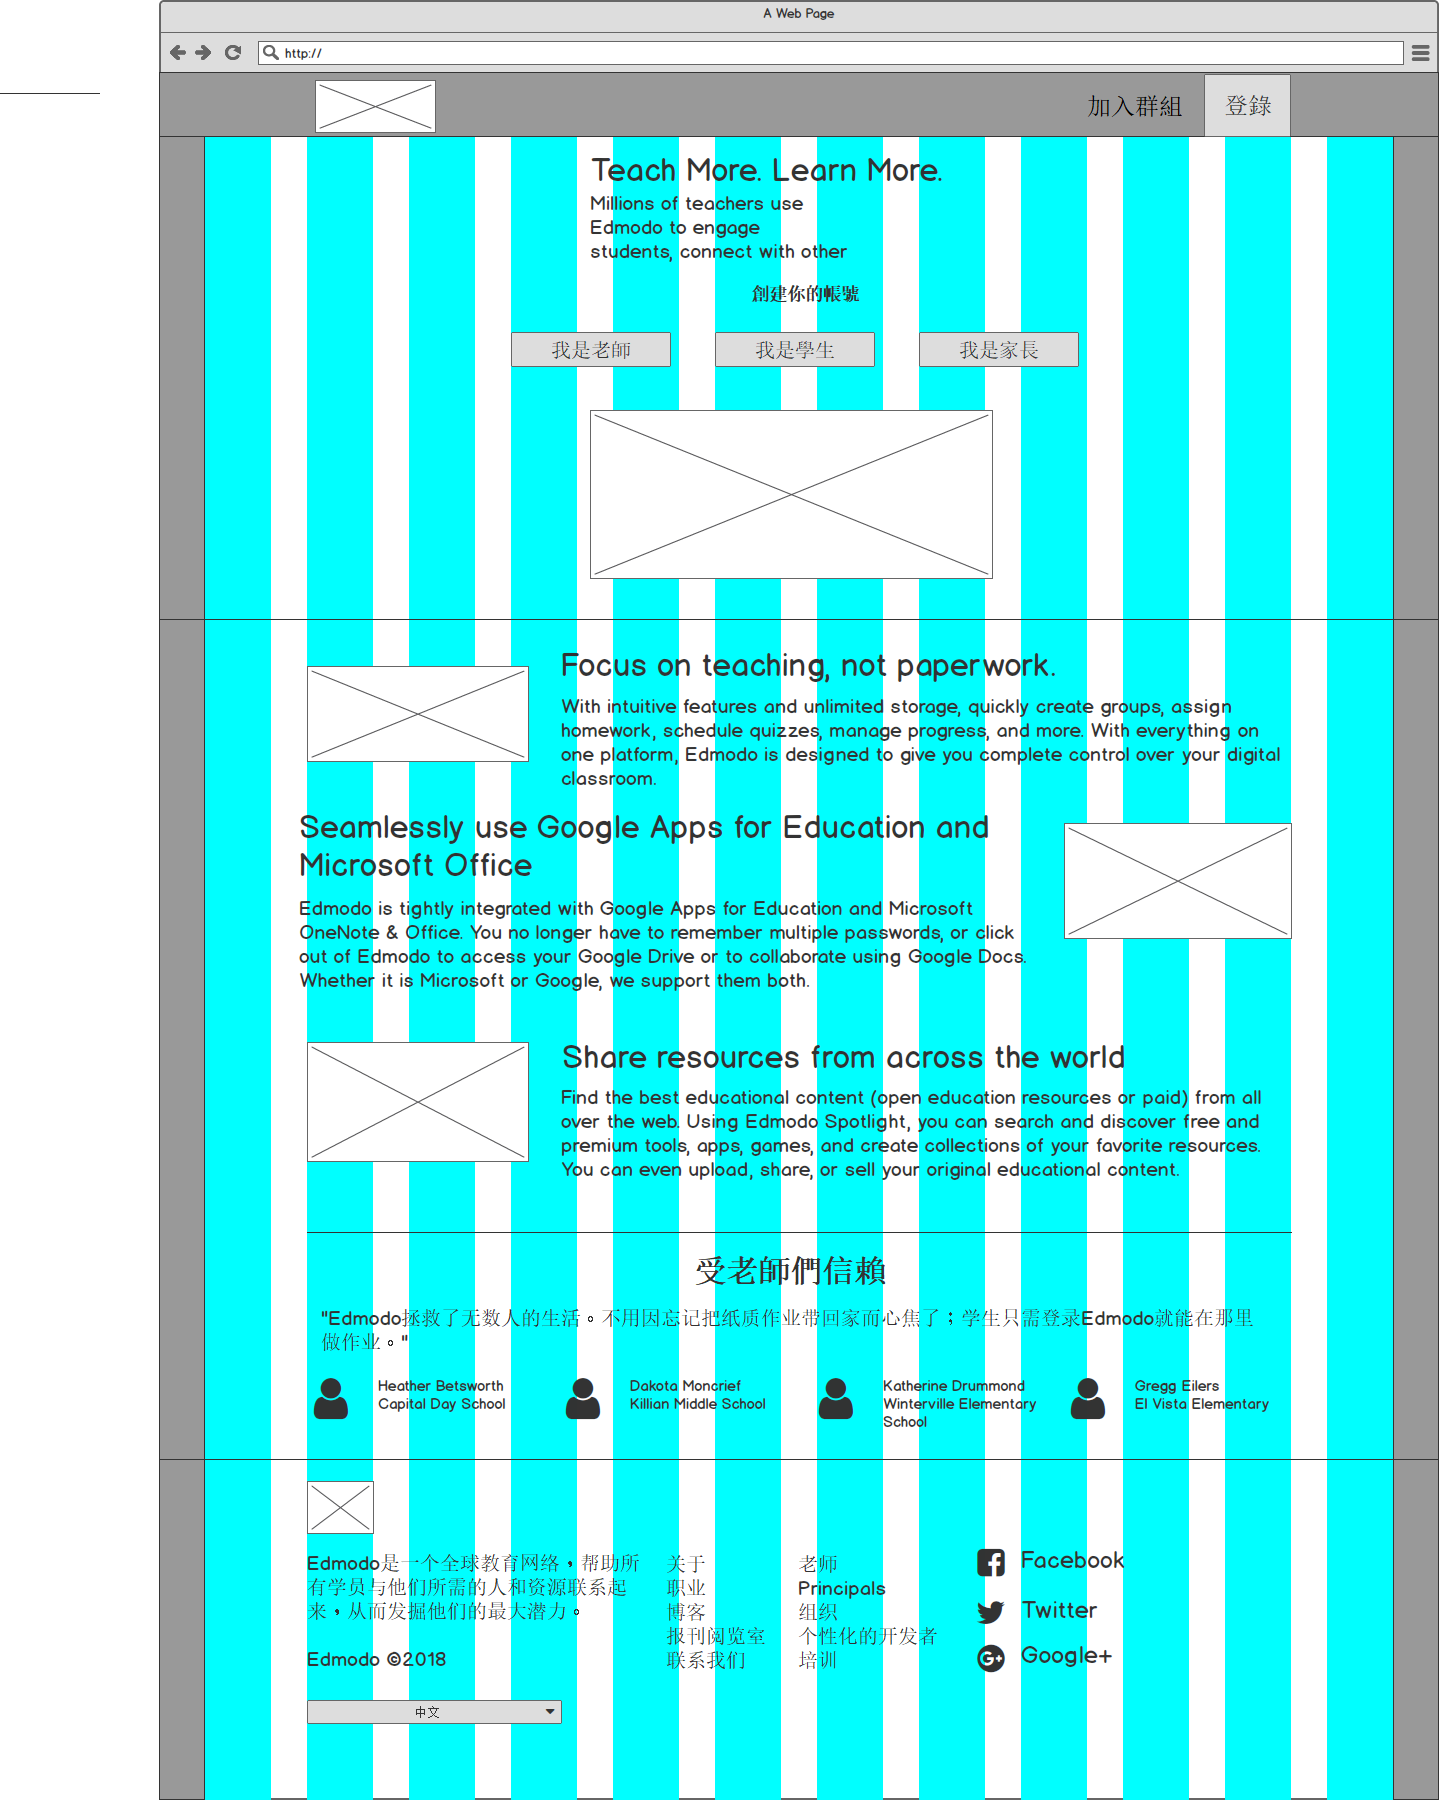 A Web Page
http://
加入群組
登錄
Teach More. Learn More.
Millions of teachers use
Edmodo to engage
students, connect with other
創建你的帳號
我是老師
我是學生
我是家長
Focus on teaching, not paperwork.
With intuitive features and unlimited storage, quickly create groups, assign
homework, schedule quizzes, manage progress, and more. With everything on
one platform, Edmodo is designed to give you complete control over your digital
classroom.
Seamlessly use Google Apps for Education and
Microsoft Office
Edmodo is tightly integrated with Google Apps for Education and Microsoft
OneNote & Office. You no longer have to remember multiple passwords, or click
out of Edmodo to access your Google Drive or to collaborate using Google Docs.
Whether it is Microsoft or Google, we support them both.
Share resources from across the world
Find the best educational content (open education resources or paid) from all
over the web. Using Edmodo Spotlight, you can search and discover free and
premium tools, apps, games, and create collections of your favorite resources.
You can even upload, share, or sell your original educational content.
受老師們信賴
"Edmodo拯救了无数人的生活。不用因忘记把纸质作业带回家而心焦了；学生只需登录Edmodo就能在那里
做作业。"
Heather Betsworth
Capital Day School
Dakota Moncrief
Killian Middle School
Katherine Drummond
Winterville Elementary
School
Gregg Eilers
El Vista Elementary
Edmodo是一个全球教育网络，帮助所
有学员与他们所需的人和资源联系起
来，从而发掘他们的最大潜力。
Edmodo ©2018
关于
职业
博客
报刊阅览室
联系我们
老师
Principals
组织
个性化的开发者
培训
Facebook
Twitter
Google+
中文